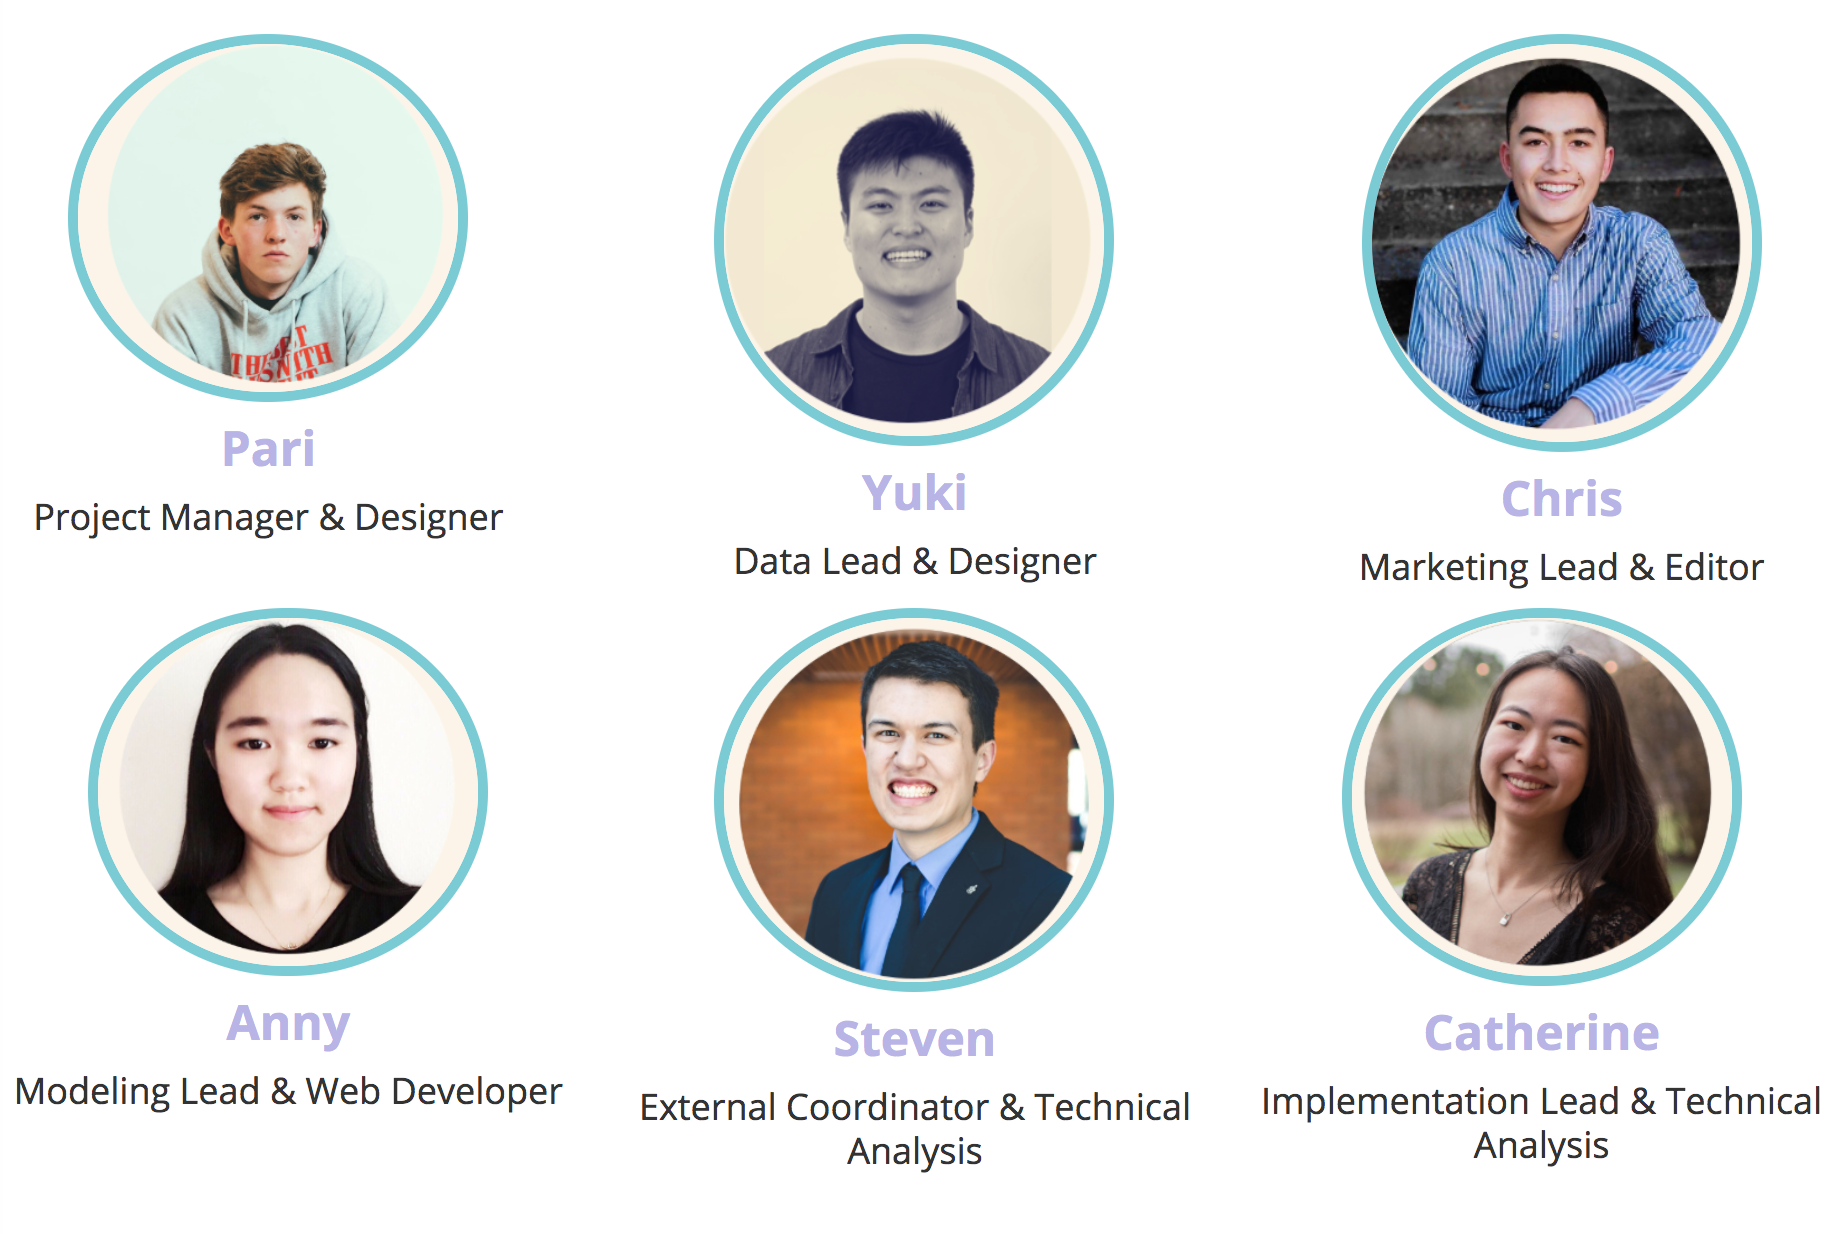 Pari
Project Manager & Designer
Yuki
Data Lead & Designer
Chris
Marketing Lead & Editor
Anny
Modeling Lead & Web Developer
Steven
External Coordinator & Technical
Analysis
Catherine
Implementation Lead & Technical
Analysis